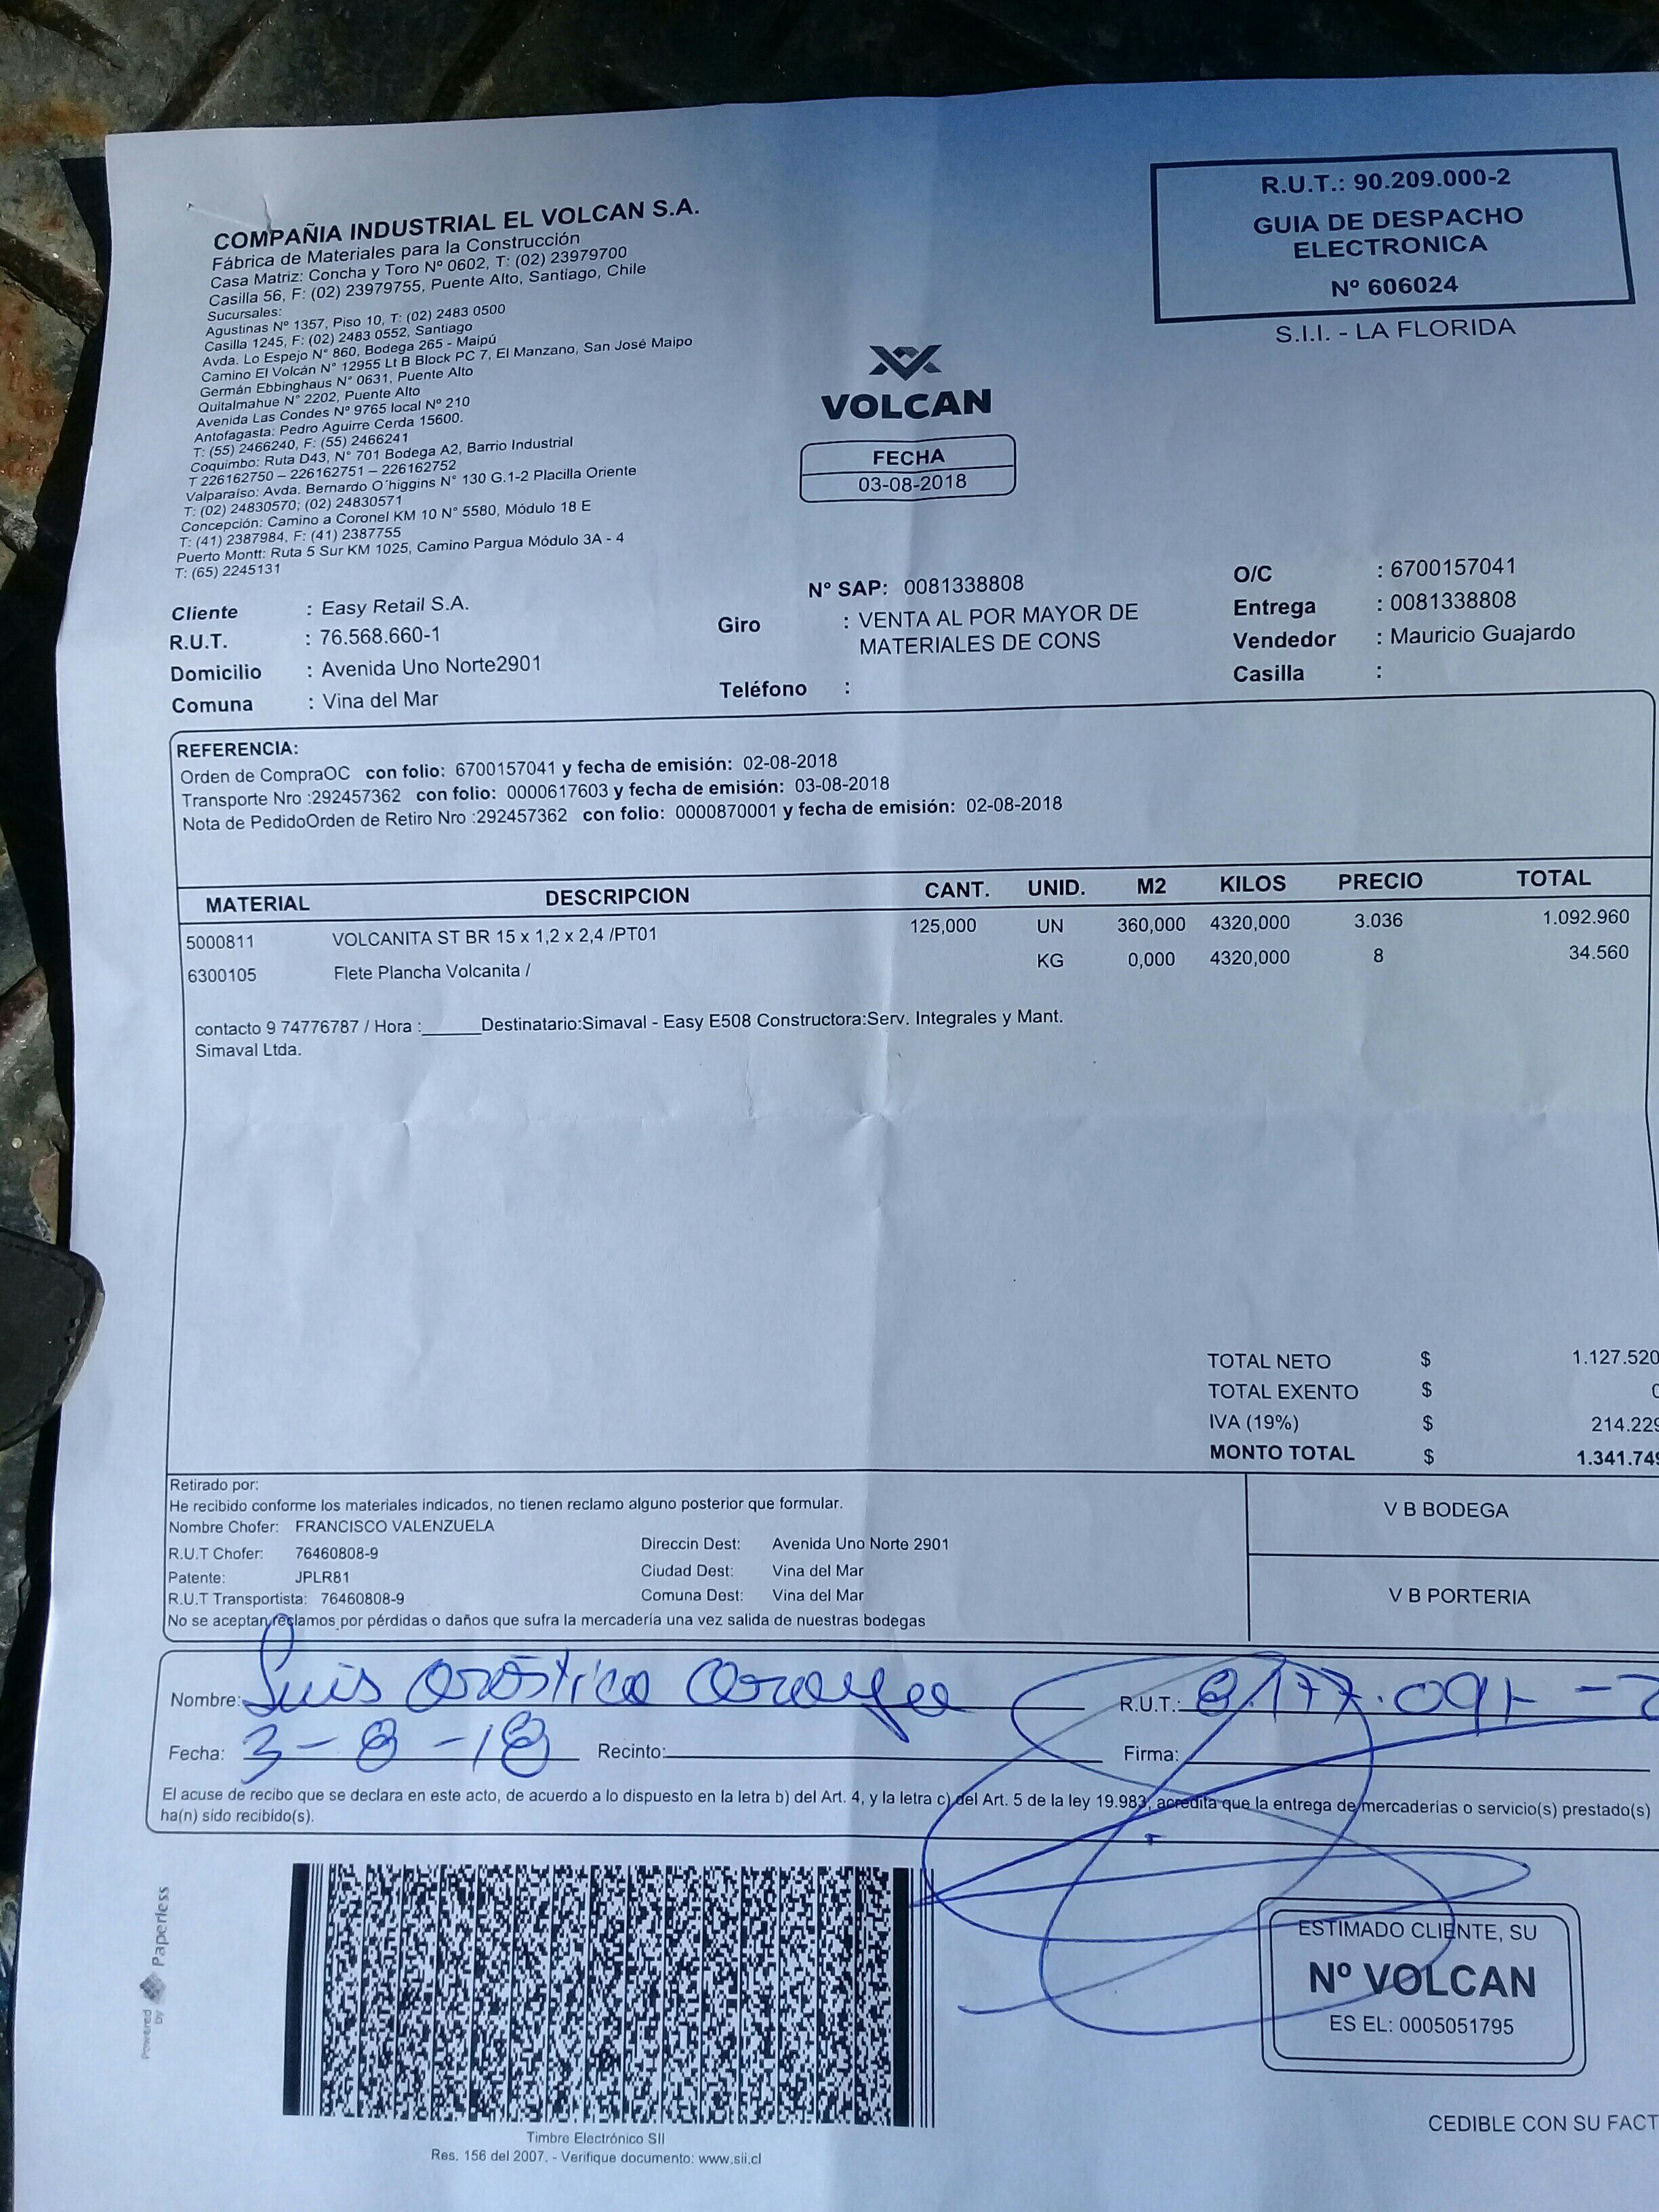 COMPAÑIA INDUSTRIAL EL VOLCAN S.A.
Fábrica de Materiales para la Construcción
Casa Matriz: Concha y Toro Nº 0602, T: (02) 23979700
Casilla 56, F: (02) 23979755, Puente Alto, Santiago, Chile
Sucursales:
Agustinas Nº 1357, Piso 10, T: (02) 2483 0500
Casilla 1245, F: (02) 2483 0552, Santiago
Avda. Lo Espejo N° 860, Bodega 265 - Maipú
Camino El Volcán N° 12955 Lt B Block PC 7, El Manzano, San José Maipo
Germán Ebbinghaus N° 0631, Puente Alto
Quitalmahue N° 2202, Puente Alto
Avenida Las Condes Nº 9765 local Nº 210
Antofagasta: Pedro Aguirre Cerda 15600.
T: (55) 2466240, F: (55) 2466241
Coquimbo: Ruta D43, N° 701 Bodega A2, Barrio Industrial
T 226162750 – 226162751 – 226162752
Valparaíso: Avda. Bernardo O´higgins N° 130 G.1-2 Placilla Oriente
T: (02) 24830570; (02) 24830571
Concepción: Camino a Coronel KM 10 N° 5580, Módulo 18 E
T: (41) 2387984, F: (41) 2387755
Puerto Montt: Ruta 5 Sur KM 1025, Camino Pargua Módulo 3A - 4
T: (65) 2245131
VOLCAN
FECHA
03-08-2018
R.U.T.: 90.209.000-2
GUIA DE DESPACHO
ELECTRONICA
Nº 606024
S.I.I. - LA FLORIDA
Cliente : Easy Retail S.A.
R.U.T. : 76.568.660-1
Domicilio : Avenida Uno Norte2901
Comuna : Vina del Mar
Nº SAP: 0081338808
Giro : VENTA AL POR MAYOR DE
MATERIALES DE CONS
Teléfono :
O/C : 6700157041
Entrega : 0081338808
Vendedor : Mauricio Guajardo
Casilla :
REFERENCIA:
Orden de CompraOC con folio: 6700157041 y fecha de emisión: 02-08-2018
Transporte Nro :292457362 con folio: 0000617603 y fecha de emisión: 03-08-2018
Nota de PedidoOrden de Retiro Nro :292457362 con folio: 0000870001 y fecha de emisión: 02-08-2018
MATERIAL DESCRIPCION CANT. UNID. M2 KILOS PRECIO TOTAL
5000811 VOLCANITA ST BR 15 x 1,2 x 2,4 /PT01 125,000 UN 360,000 4320,000 3.036 1.092.960
6300105 Flete Plancha Volcanita / KG 0,000 4320,000 8 34.560
contacto 9 74776787 / Hora :______Destinatario:Simaval - Easy E508 Constructora:Serv. Integrales y Mant.
Simaval Ltda.
TOTAL NETO $ 1.127.520
TOTAL EXENTO $ 0
IVA (19%) $ 214.229
MONTO TOTAL $ 1.341.749
Retirado por:
He recibido conforme los materiales indicados, no tienen reclamo alguno posterior que formular.
Nombre Chofer: FRANCISCO VALENZUELA
R.U.T Chofer: 76460808-9
Patente: JPLR81
R.U.T Transportista: 76460808-9
Direccin Dest: Avenida Uno Norte 2901
Ciudad Dest: Vina del Mar
Comuna Dest: Vina del Mar
No se aceptan reclamos por pérdidas o daños que sufra la mercadería una vez salida de nuestras bodegas
V B BODEGA
V B PORTERIA
Nombre: Luis Oróstica Araya R.U.T.: 8.177.091-
Fecha: 3-8-18 Recinto: Firma:
El acuse de recibo que se declara en este acto, de acuerdo a lo dispuesto en la letra b) del Art. 4, y la letra c) del Art. 5 de la ley 19.983, acredita que la entrega de mercaderías o servicio(s) prestado(s)
ha(n) sido recibido(s).
Powered by Paperless
Timbre Electrónico SII
Res. 156 del 2007. - Verifique documento: www.sii.cl
ESTIMADO CLIENTE, SU
Nº VOLCAN
ES EL: 0005051795
CEDIBLE CON SU FACT